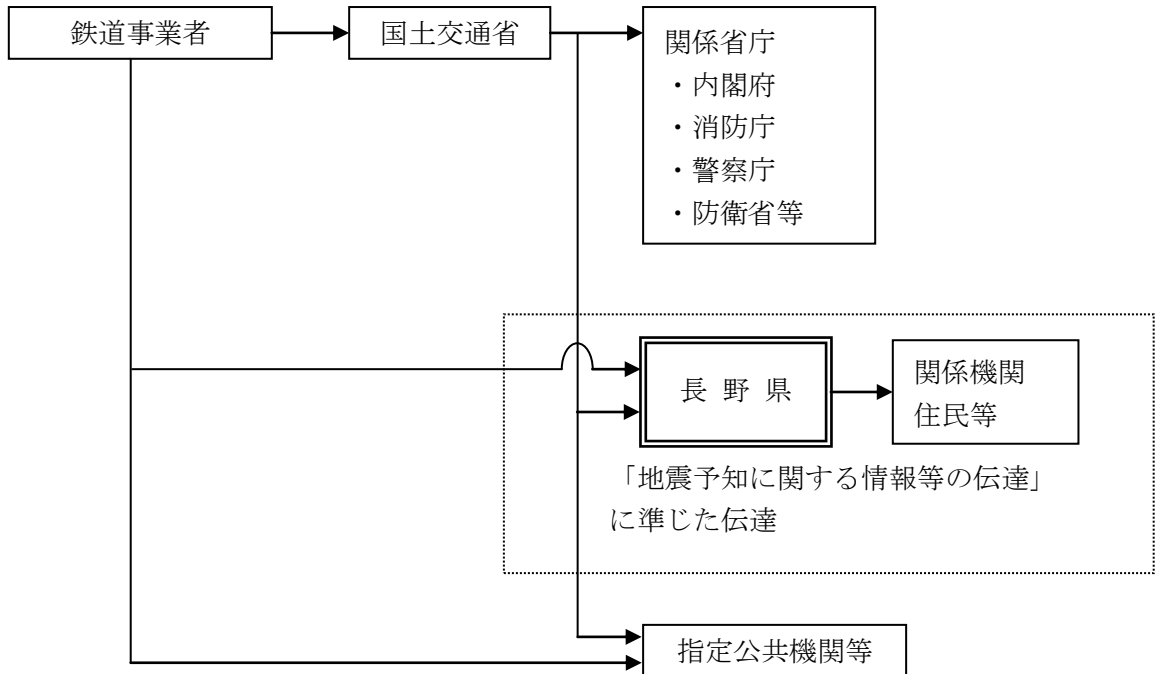 鉄道事業者
国土交通省
関係省庁
・内閣府
・消防庁
・警察庁
・防衛省等
長 野 県
関係機関
住民等
「地震予知に関する情報等の伝達」
に準じた伝達
指定公共機関等